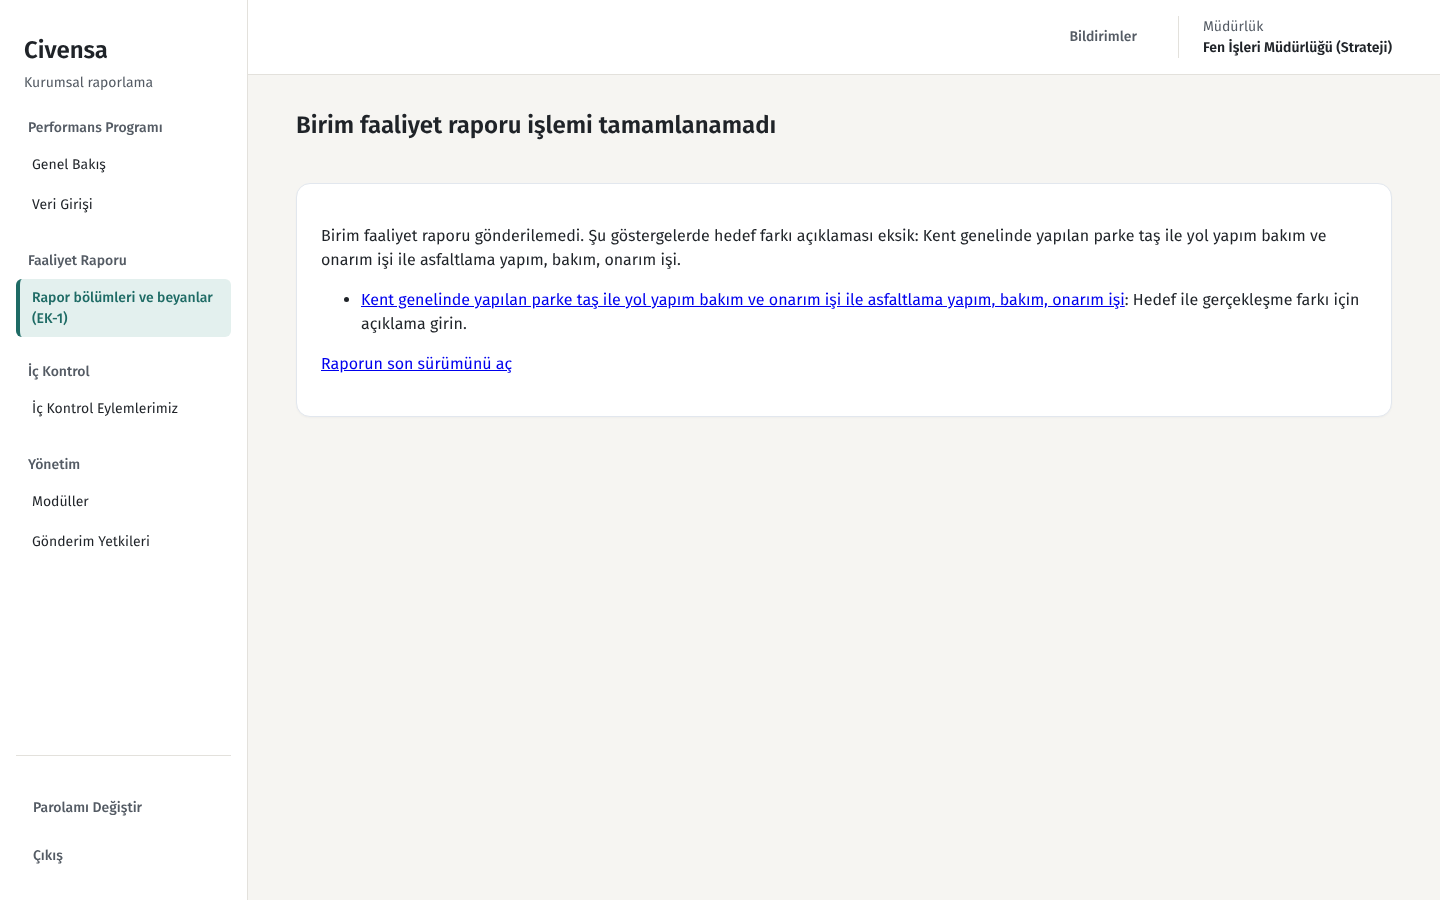 Civensa
Kurumsal raporlama
Performans Programı
Genel Bakış
Veri Girişi
Faaliyet Raporu
Rapor bölümleri ve beyanlar
(EK-1)
İç Kontrol
İç Kontrol Eylemlerimiz
Yönetim
Modüller
Gönderim Yetkileri
Parolamı Değiştir
Çıkış
Bildirimler
Müdürlük
Fen İşleri Müdürlüğü (Strateji)
Birim faaliyet raporu işlemi tamamlanamadı
Birim faaliyet raporu gönderilemedi. Şu göstergelerde hedef farkı açıklaması eksik: Kent genelinde yapılan parke taş ile yol yapım bakım ve
onarım işi ile asfaltlama yapım, bakım, onarım işi.
• Kent genelinde yapılan parke taş ile yol yapım bakım ve onarım işi ile asfaltlama yapım, bakım, onarım işi: Hedef ile gerçekleşme farkı için
açıklama girin.
Raporun son sürümünü aç